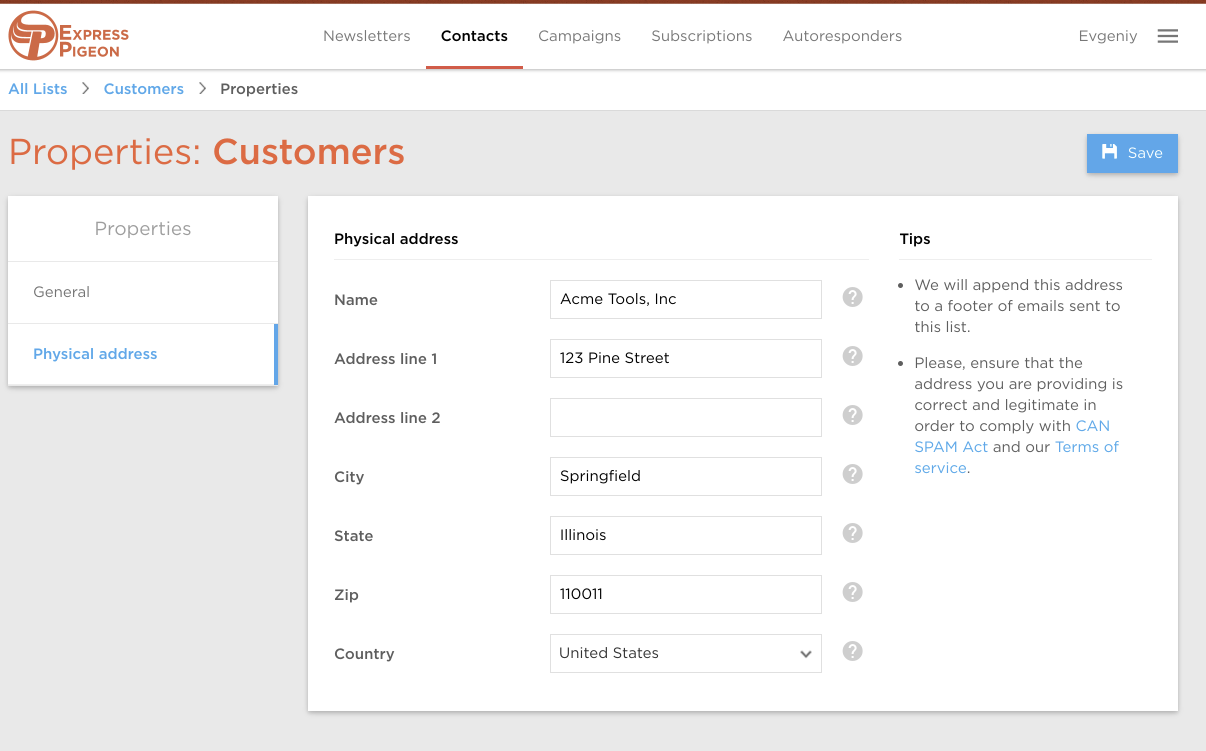 EXPRESS
PIGEON
Newsletters Contacts Campaigns Subscriptions Autoresponders Evgeniy
All Lists Customers Properties
Properties: Customers
Save
Properties
General
Physical address
Physical address
Name Acme Tools, Inc ?
Address line 1 123 Pine Street ?
Address line 2 ?
City Springfield ?
State Illinois ?
Zip 110011 ?
Country United States ?
Tips
• We will append this address
to a footer of emails sent to
this list.
• Please, ensure that the
address you are providing is
correct and legitimate in
order to comply with CAN
SPAM Act and our Terms of
service.